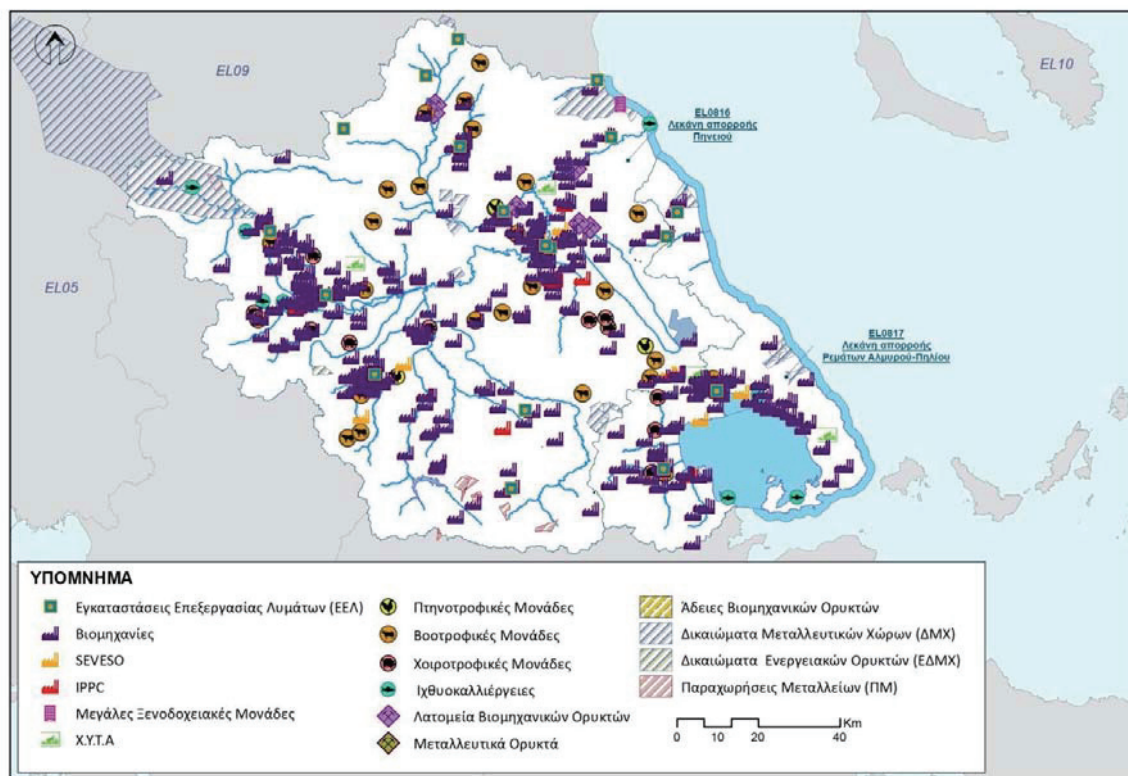 EL09
EL10
EL0816
Λεκάνη απορροής
Πηνειού
EL05
EL0817
Λεκάνη απορροής
Ρεμάτων Αλμυρού-Πηλίου
ΥΠΟΜΝΗΜΑ
Εγκαταστάσεις Επεξεργασίας Λυμάτων (ΕΕΛ)
Βιομηχανίες
SEVESO
IPPC
Μεγάλες Ξενοδοχειακές Μονάδες
Χ.Υ.Τ.Α
Πτηνοτροφικές Μονάδες
Βοοτροφικές Μονάδες
Χοιροτροφικές Μονάδες
Ιχθυοκαλλιέργειες
Λατομεία Βιομηχανικών Ορυκτών
Μεταλλευτικά Ορυκτά
Άδειες Βιομηχανικών Ορυκτών
Δικαιώματα Μεταλλευτικών Χώρων (ΔΜΧ)
Δικαιώματα Ενεργειακών Ορυκτών (ΕΔΜΧ)
Παραχωρήσεις Μεταλλείων (ΠΜ)
Km
0 10 20 40